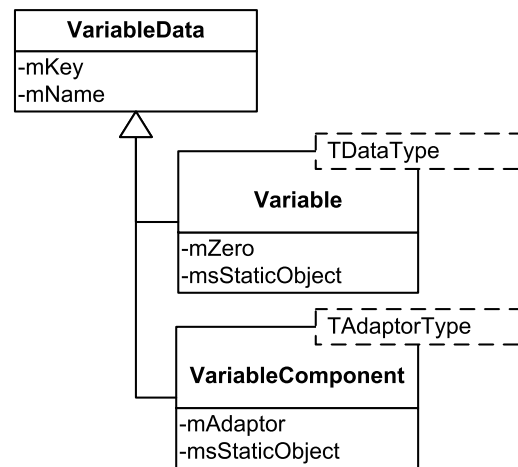 VariableData
-mKey
-mName
TDataType
Variable
-mZero
-msStaticObject
TAdaptorType
VariableComponent
-mAdaptor
-msStaticObject